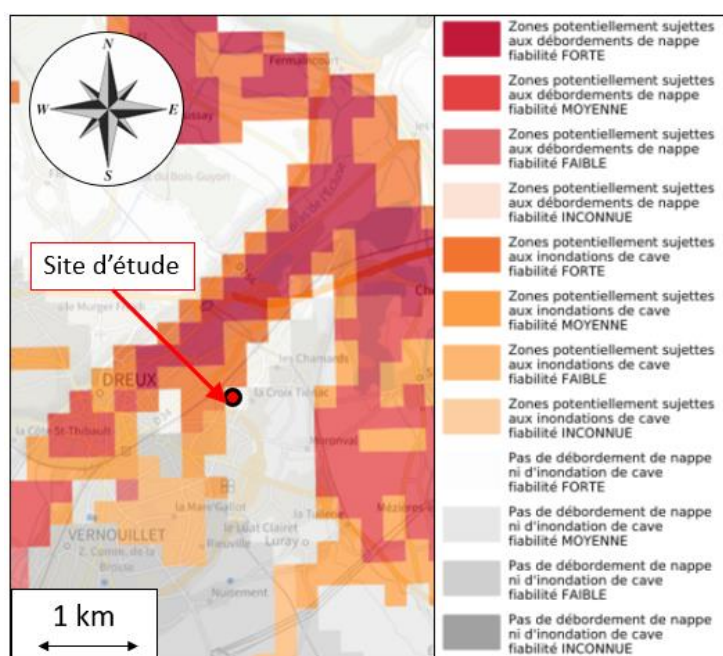 N
W
E
S
Fermaincourt
Site d'étude
DREUX
les Chamards
la Croix Tiénac
la Côte St-Thibault
la Mare Gallot
le Luat Clairet
Luray
Rieuville
VERNOUILLET
Z. Comm. de la
Brosse
Nuisement
1 km
Zones potentiellement sujettes
aux débordements de nappe
fiabilité FORTE
Zones potentiellement sujettes
aux débordements de nappe
fiabilité MOYENNE
Zones potentiellement sujettes
aux débordements de nappe
fiabilité FAIBLE
Zones potentiellement sujettes
aux débordements de nappe
fiabilité INCONNUE
Zones potentiellement sujettes
aux inondations de cave
fiabilité FORTE
Zones potentiellement sujettes
aux inondations de cave
fiabilité MOYENNE
Zones potentiellement sujettes
aux inondations de cave
fiabilité FAIBLE
Zones potentiellement sujettes
aux inondations de cave
fiabilité INCONNUE
Pas de débordement de nappe
ni d'inondation de cave
fiabilité FORTE
Pas de débordement de nappe
ni d'inondation de cave
fiabilité MOYENNE
Pas de débordement de nappe
ni d'inondation de cave
fiabilité FAIBLE
Pas de débordement de nappe
ni d'inondation de cave
fiabilité INCONNUE